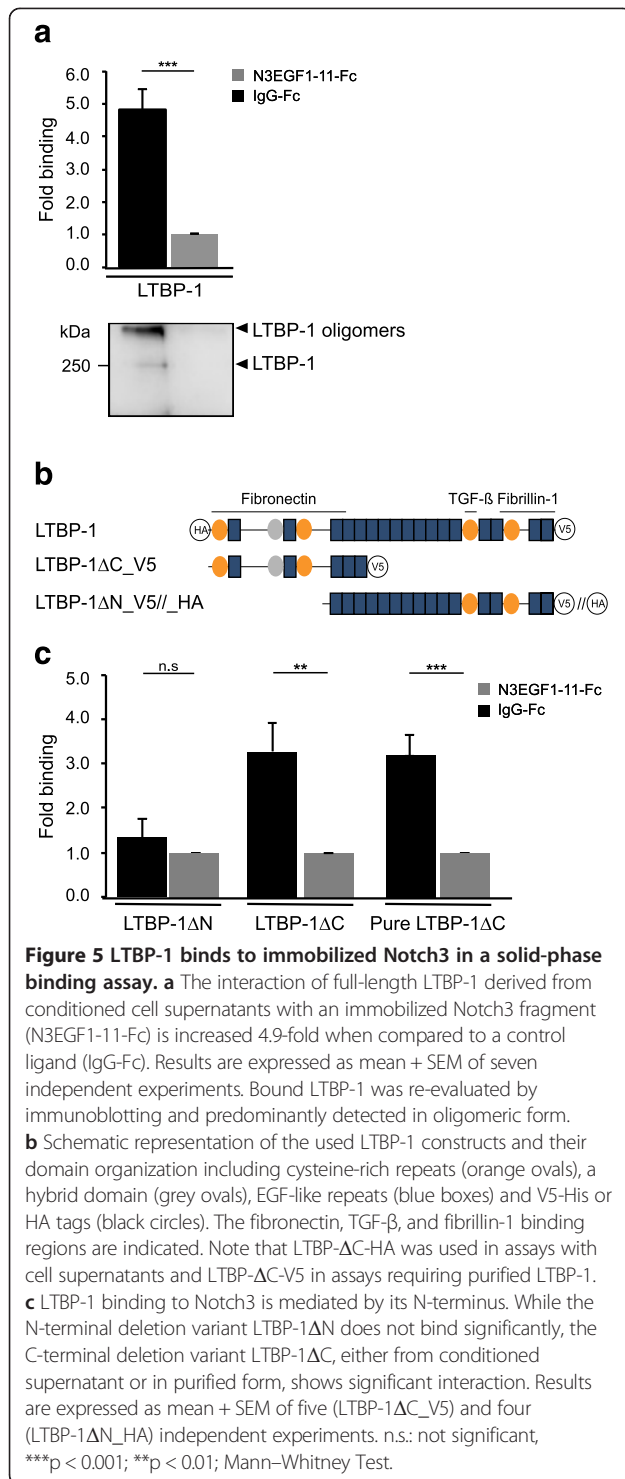 a
***
N3EGF1-11-Fc
IgG-Fc
6.0
5.0
4.0
3.0
2.0
1.0
0.0
Fold binding
LTBP-1
kDa
250
LTBP-1 oligomers
LTBP-1
b
Fibronectin
TGF-ß
Fibrillin-1
LTBP-1
HA
V5
LTBP-1ΔC_V5
V5
LTBP-1ΔN_V5//_HA
V5 // HA
c
n.s
**
***
N3EGF1-11-Fc
IgG-Fc
5.0
4.0
3.0
2.0
1.0
0.0
Fold binding
LTBP-1ΔN
LTBP-1ΔC
Pure LTBP-1ΔC
Figure 5 LTBP-1 binds to immobilized Notch3 in a solid-phase
binding assay. a The interaction of full-length LTBP-1 derived from
conditioned cell supernatants with an immobilized Notch3 fragment
(N3EGF1-11-Fc) is increased 4.9-fold when compared to a control
ligand (IgG-Fc). Results are expressed as mean + SEM of seven
independent experiments. Bound LTBP-1 was re-evaluated by
immunoblotting and predominantly detected in oligomeric form.
b Schematic representation of the used LTBP-1 constructs and their
domain organization including cysteine-rich repeats (orange ovals), a
hybrid domain (grey ovals), EGF-like repeats (blue boxes) and V5-His or
HA tags (black circles). The fibronectin, TGF-β, and fibrillin-1 binding
regions are indicated. Note that LTBP-ΔC-HA was used in assays with
cell supernatants and LTBP-ΔC-V5 in assays requiring purified LTBP-1.
c LTBP-1 binding to Notch3 is mediated by its N-terminus. While the
N-terminal deletion variant LTBP-1ΔN does not bind significantly, the
C-terminal deletion variant LTBP-1ΔC, either from conditioned
supernatant or in purified form, shows significant interaction. Results
are expressed as mean + SEM of five (LTBP-1ΔC_V5) and four
(LTBP-1ΔN_HA) independent experiments. n.s.: not significant,
***p < 0.001; **p < 0.01; Mann–Whitney Test.